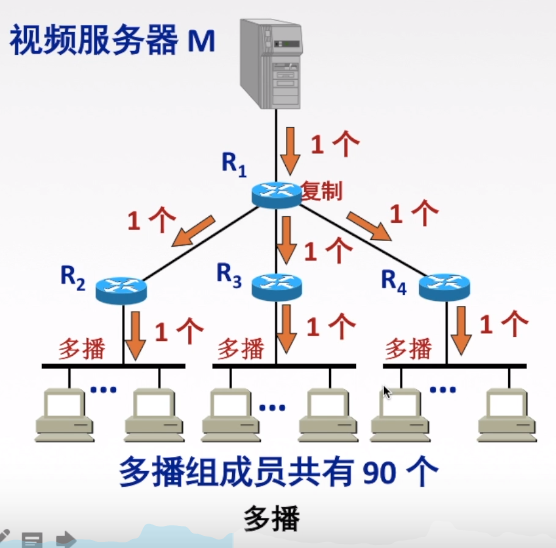 视频服务器 M
1 个
R1
复制
1 个
1 个
1 个
R2
R3
R4
多播
1 个
多播
1 个
多播
1 个
•••
•••
•••
多播组成员共有 90 个
多播